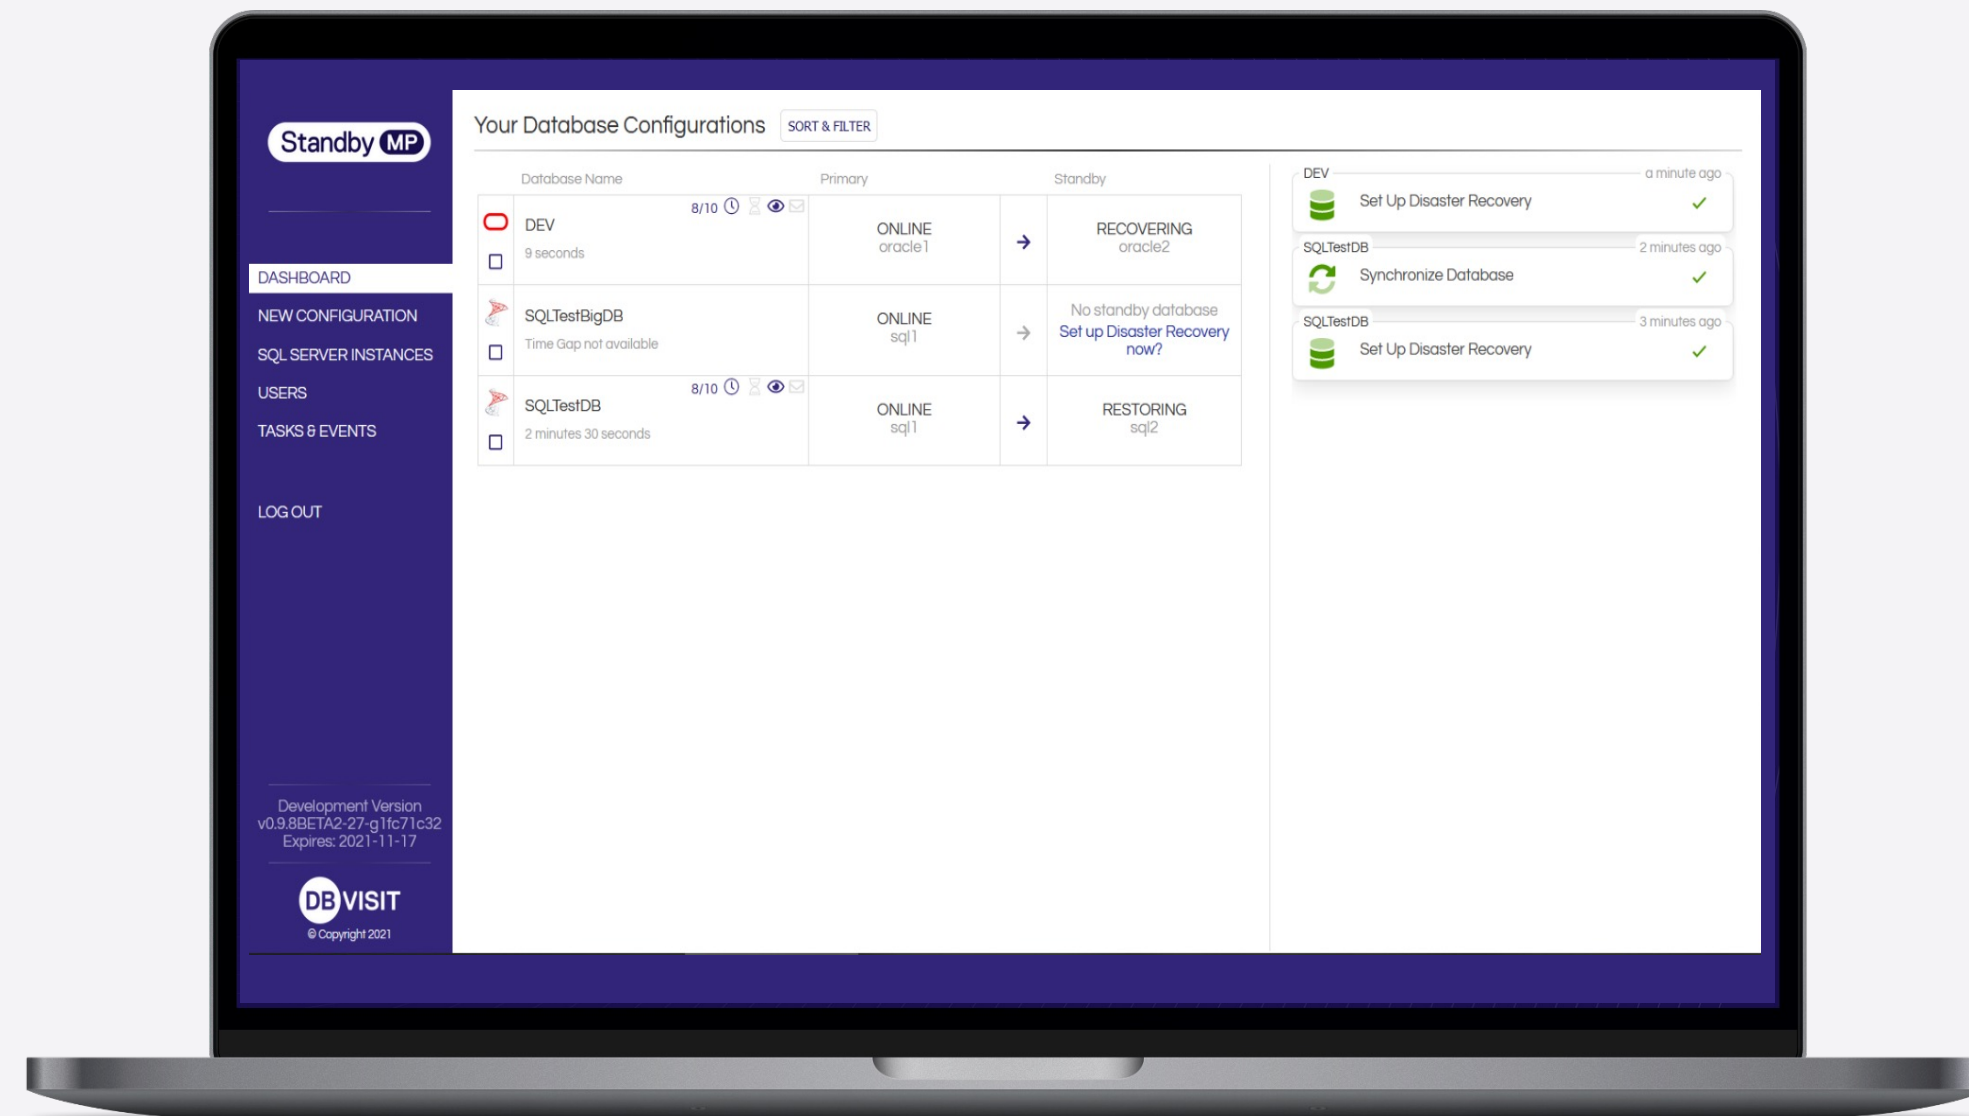 Standby MP
DASHBOARD
NEW CONFIGURATION
SQL SERVER INSTANCES
USERS
TASKS & EVENTS
LOG OUT
Development Version
v0.9.8BETA2-27-g1fc71c32
Expires: 2021-11-17
DBVISIT
© Copyright 2021
Your Database Configurations SORT & FILTER
Database Name Primary Standby
8/10
DEV
9 seconds
ONLINE
oracle1
RECOVERING
oracle2
SQLTestBigDB
Time Gap not available
ONLINE
sql1
No standby database
Set up Disaster Recovery
now?
8/10
SQLTestDB
2 minutes 30 seconds
ONLINE
sql1
RESTORING
sql2
DEV a minute ago
Set Up Disaster Recovery
SQLTestDB 2 minutes ago
Synchronize Database
SQLTestDB 3 minutes ago
Set Up Disaster Recovery